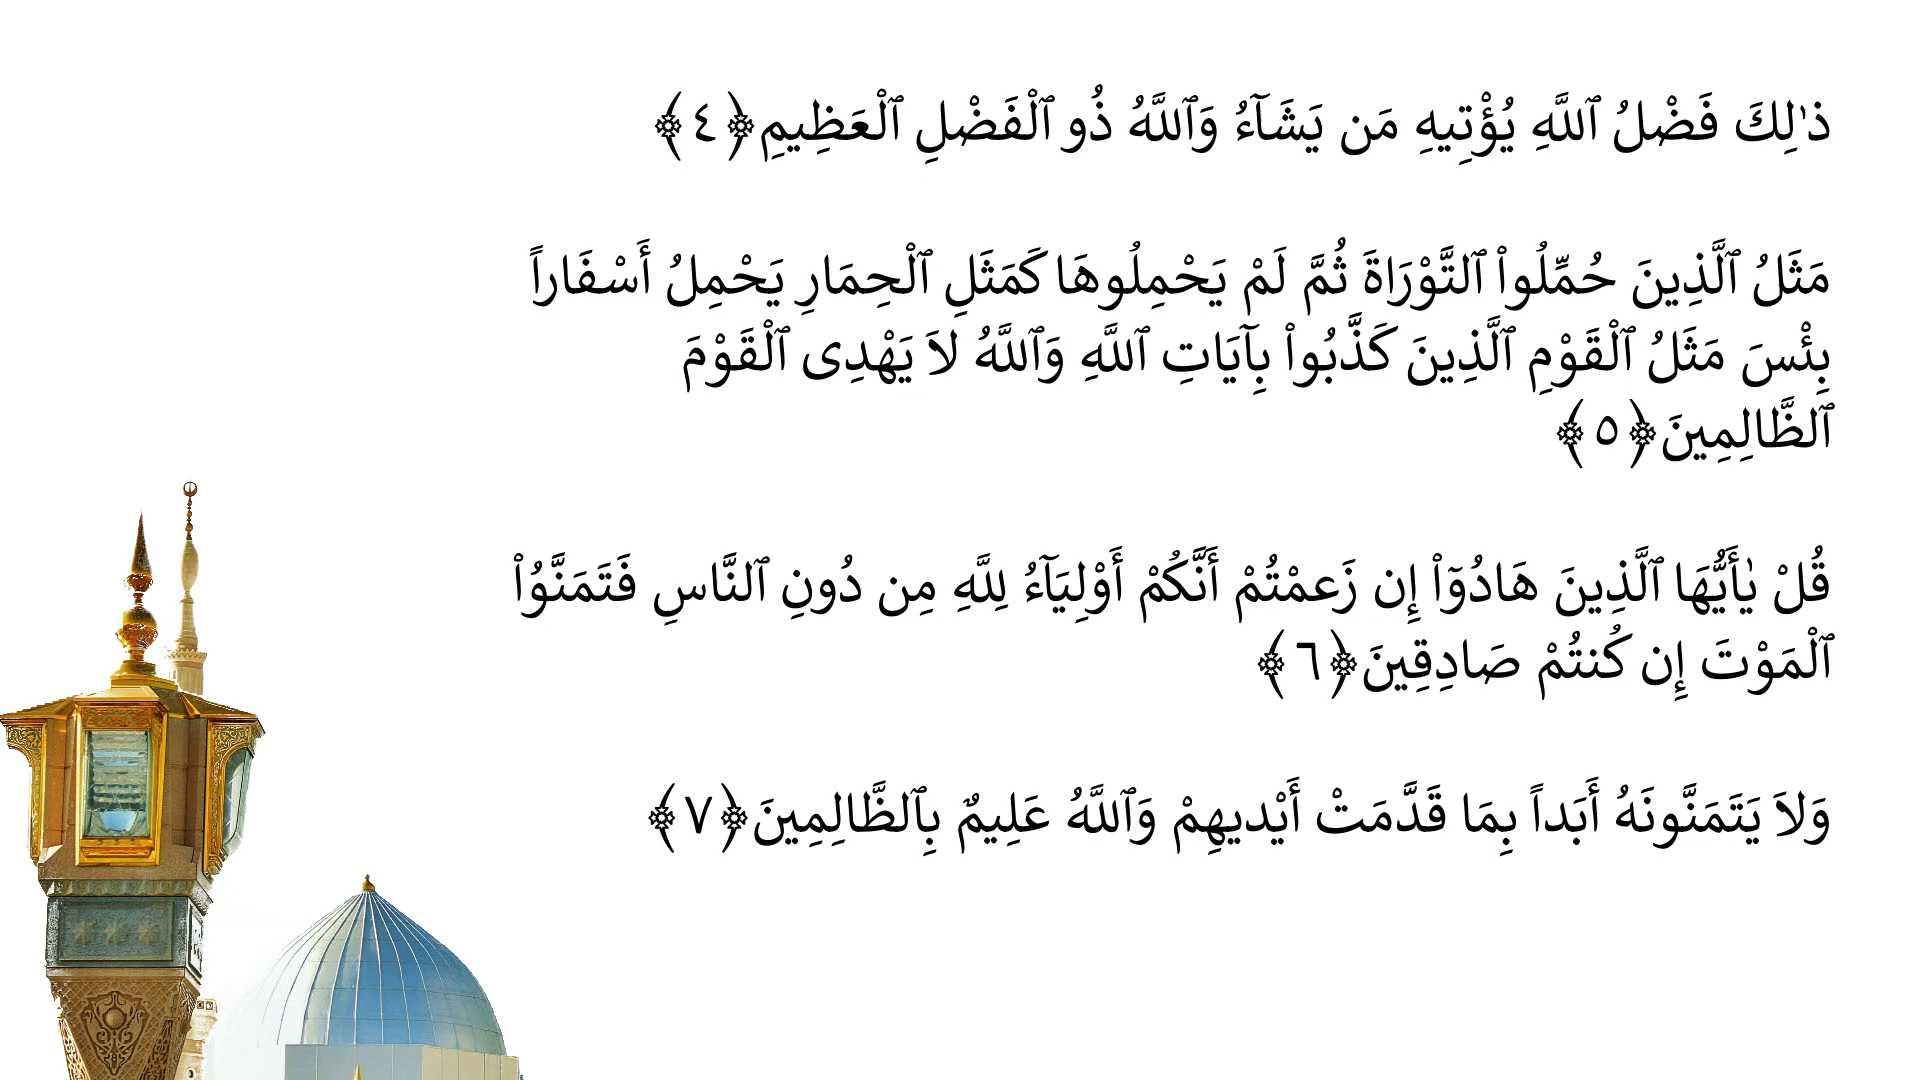 ذٰلِكَ فَضْلُ ٱللَّهِ يُؤْتِيهِ مَن يَشَآءُ وَٱللَّهُ ذُو ٱلْفَضْلِ ٱلْعَظِيمِ﴿٤﴾
مَثَلُ ٱلَّذِينَ حُمِّلُواْ ٱلتَّوْرَاةَ ثُمَّ لَمْ يَحْمِلُوهَا كَمَثَلِ ٱلْحِمَارِ يَحْمِلُ أَسْفَاراً
بِئْسَ مَثَلُ ٱلْقَوْمِ ٱلَّذِينَ كَذَّبُواْ بِآيَاتِ ٱللَّهِ وَٱللَّهُ لاَ يَهْدِى ٱلْقَوْمَ
ٱلظَّالِمِينَ﴿٥﴾
قُلْ يٰأَيُّهَا ٱلَّذِينَ هَادُوۤاْ إِن زَعمْتُمْ أَنَّكُمْ أَوْلِيَآءُ لِلَّهِ مِن دُونِ ٱلنَّاسِ فَتَمَنَّوُاْ
ٱلْمَوْتَ إِن كُنتُمْ صَادِقِينَ﴿٦﴾
وَلاَ يَتَمَنَّونَهُ أَبَداً بِمَا قَدَّمَتْ أَيْديهِمْ وَٱللَّهُ عَلِيمٌ بِٱلظَّالِمِينَ﴿٧﴾